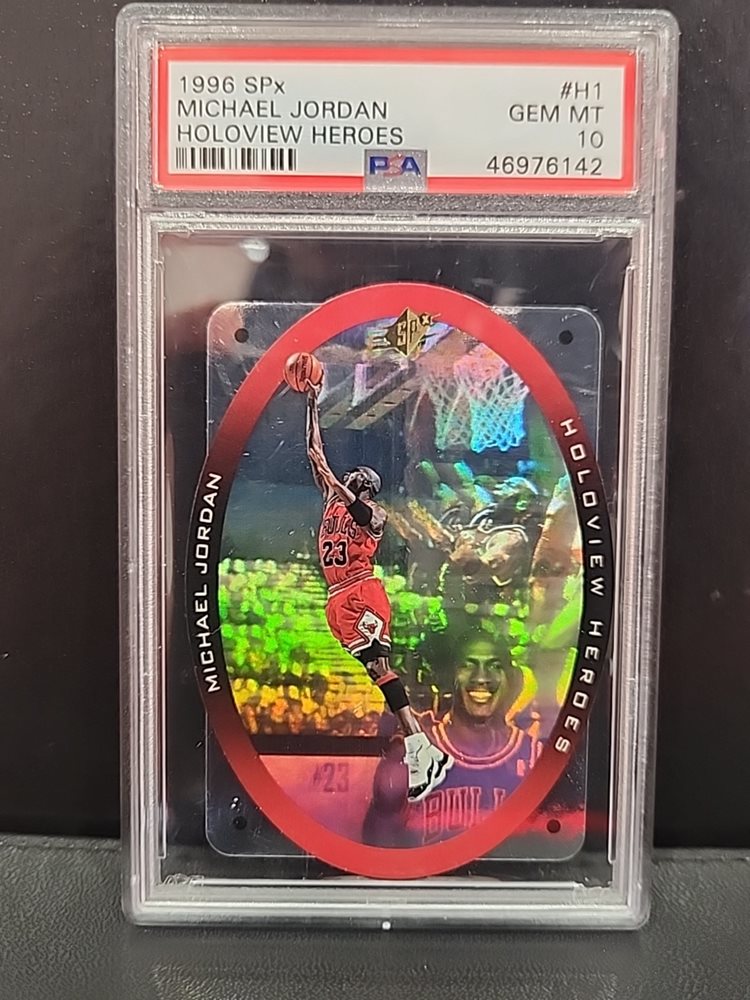 1996 SPx
#H1
MICHAEL JORDAN
GEM MT
HOLOVIEW HEROES
10
PSA
46976142
SPx
MICHAEL JORDAN
HOLOVIEW HEROES
BULLS
23
#23
BULL